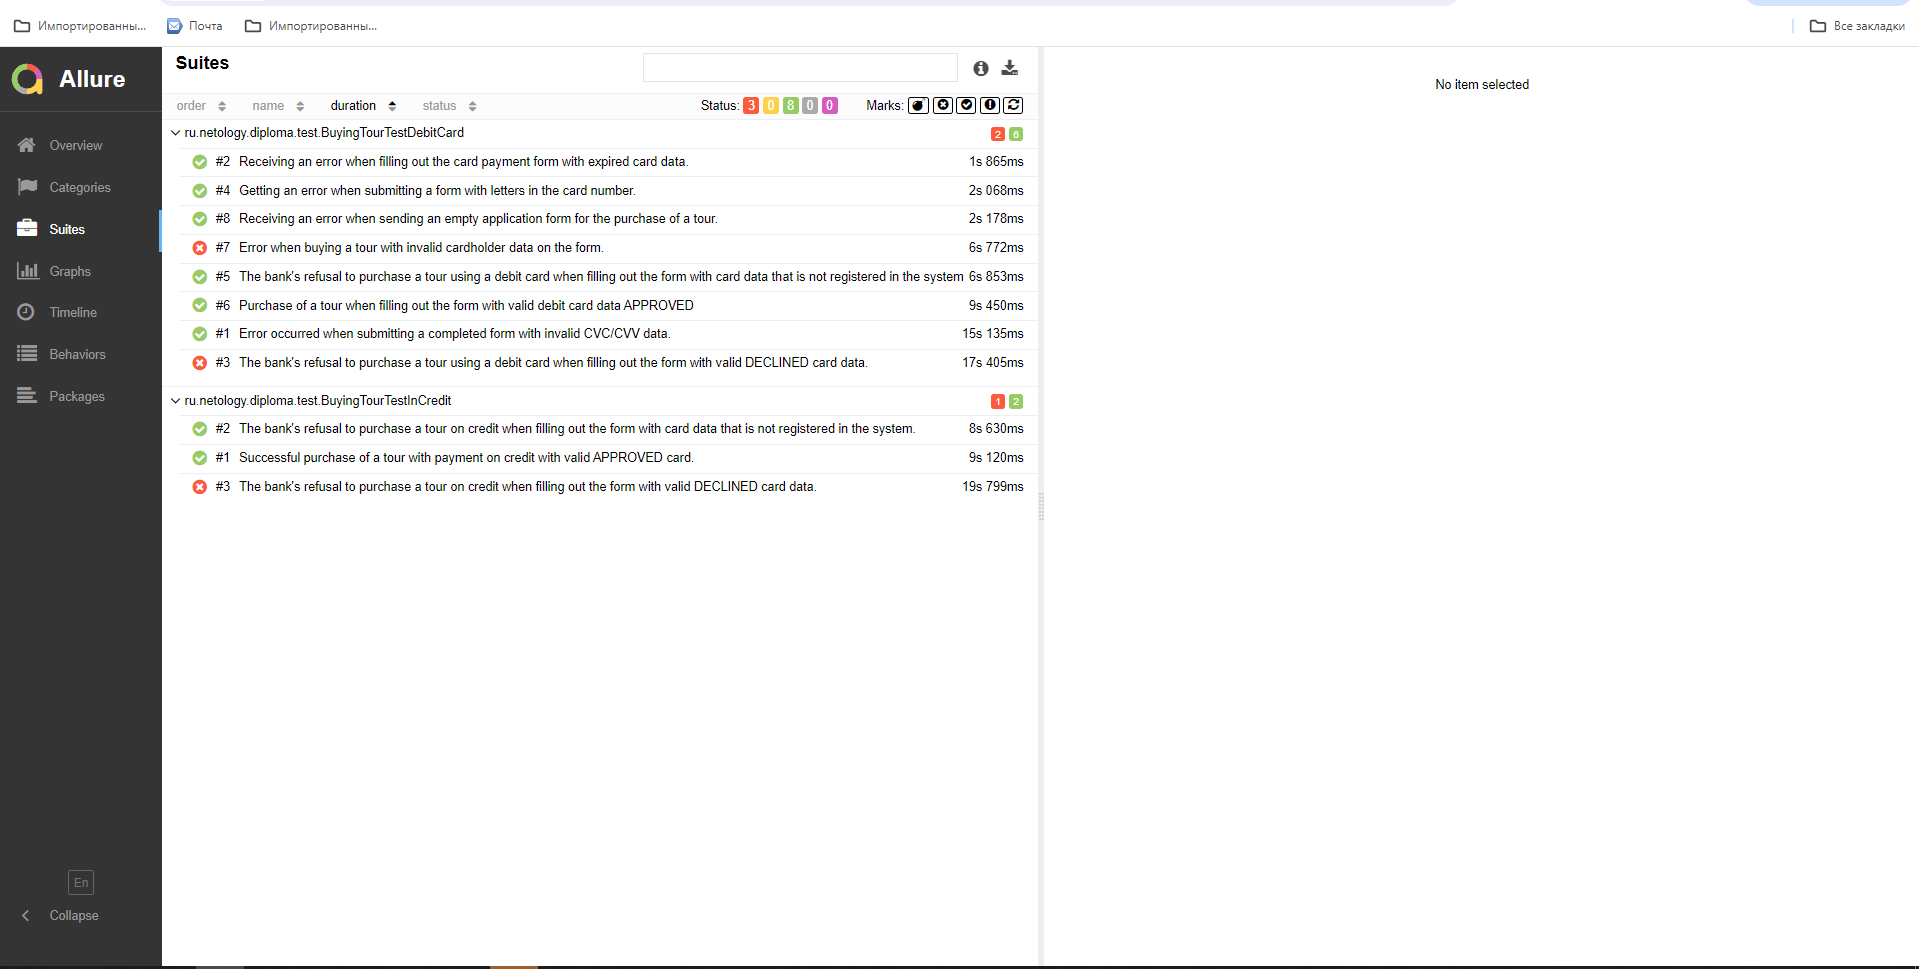 Импортированны...
Почта
Импортированны...
Все закладки
Allure
Overview
Categories
Suites
Graphs
Timeline
Behaviors
Packages
En
Collapse
Suites
order name duration status Status: 3 0 8 0 0 Marks:
ru.netology.diploma.test.BuyingTourTestDebitCard 2 6
#2 Receiving an error when filling out the card payment form with expired card data. 1s 865ms
#4 Getting an error when submitting a form with letters in the card number. 2s 068ms
#8 Receiving an error when sending an empty application form for the purchase of a tour. 2s 178ms
#7 Error when buying a tour with invalid cardholder data on the form. 6s 772ms
#5 The bank's refusal to purchase a tour using a debit card when filling out the form with card data that is not registered in the system 6s 853ms
#6 Purchase of a tour when filling out the form with valid debit card data APPROVED 9s 450ms
#1 Error occurred when submitting a completed form with invalid CVC/CVV data. 15s 135ms
#3 The bank's refusal to purchase a tour using a debit card when filling out the form with valid DECLINED card data. 17s 405ms
ru.netology.diploma.test.BuyingTourTestInCredit 1 2
#2 The bank's refusal to purchase a tour on credit when filling out the form with card data that is not registered in the system. 8s 630ms
#1 Successful purchase of a tour with payment on credit with valid APPROVED card. 9s 120ms
#3 The bank's refusal to purchase a tour on credit when filling out the form with valid DECLINED card data. 19s 799ms
No item selected